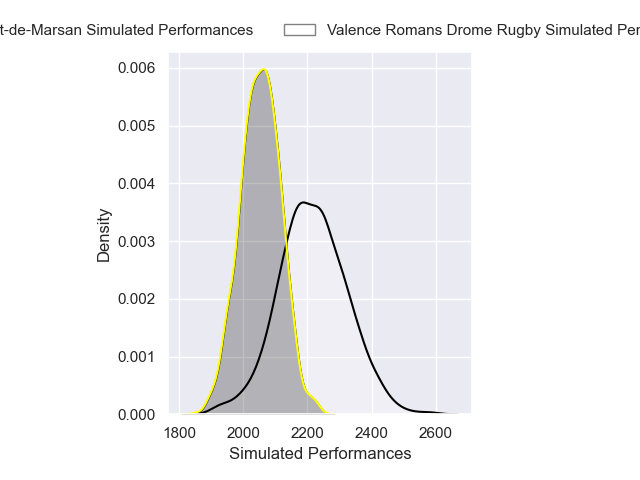 t-de-Marsan Simulated Performances Valence Romans Drome Rugby Simulated Per
0.006
0.005
0.004
0.003
0.002
0.001
0.000
Density
1800 2000 2200 2400 2600
Simulated Performances